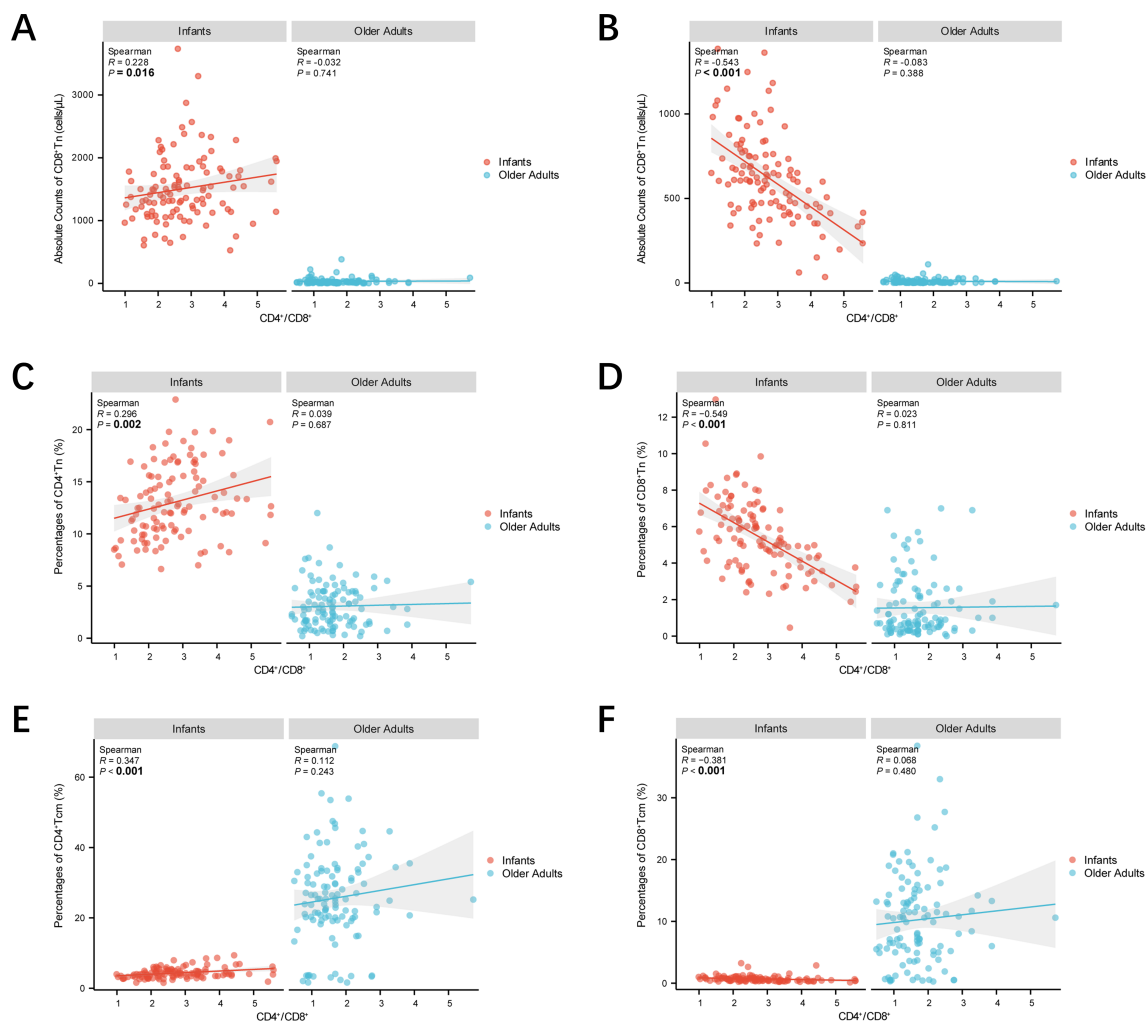 A
Infants
Older Adults
Spearman
R = 0.228
P = 0.016
Spearman
R = -0.032
P = 0.741
Absolute Counts of CD8⁺Tn (cells/μL)
3000
2000
1000
0
1 2 3 4 5
1 2 3 4 5
CD4⁺/CD8⁺
Infants
Older Adults
B
Infants
Older Adults
Spearman
R = -0.543
P < 0.001
Spearman
R = -0.083
P = 0.388
Absolute Counts of CD8⁺Tn (cells/μL)
1000
500
0
1 2 3 4 5
1 2 3 4 5
CD4⁺/CD8⁺
Infants
Older Adults
C
Infants
Older Adults
Spearman
R = 0.296
P = 0.002
Spearman
R = 0.039
P = 0.687
Percentages of CD4⁺Tn (%)
20
15
10
5
0
1 2 3 4 5
1 2 3 4 5
CD4⁺/CD8⁺
Infants
Older Adults
D
Infants
Older Adults
Spearman
R = −0.549
P < 0.001
Spearman
R = 0.023
P = 0.811
Percentages of CD8⁺Tn (%)
12
10
8
6
4
2
0
1 2 3 4 5
1 2 3 4 5
CD4⁺/CD8⁺
Infants
Older Adults
E
Infants
Older Adults
Spearman
R = 0.347
P < 0.001
Spearman
R = 0.112
P = 0.243
Percentages of CD4⁺Tcm (%)
60
40
20
0
1 2 3 4 5
1 2 3 4 5
CD4⁺/CD8⁺
Infants
Older Adults
F
Infants
Older Adults
Spearman
R = −0.381
P < 0.001
Spearman
R = 0.068
P = 0.480
Percentages of CD8⁺Tcm (%)
30
20
10
0
1 2 3 4 5
1 2 3 4 5
CD4⁺/CD8⁺
Infants
Older Adults